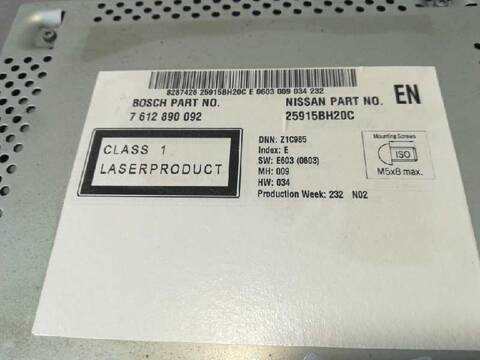 8287428 25915BH20C E 0603 009 034 232
BOSCH PART NO.
7 612 890 092
NISSAN PART NO.
25915BH20C
EN
CLASS 1
LASERPRODUCT
DNN: Z1C985
Index: E
SW: E603 (0603)
MH: 009
HW: 034
Production Week: 232 N02
Mounting Screws
ISO
M5x8 max.